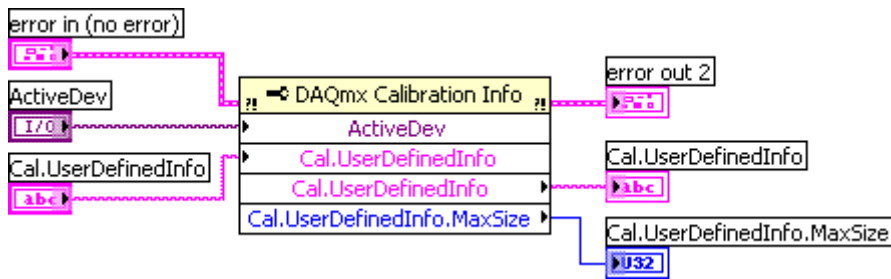 error in (no error)
ActiveDev
I/O
Cal.UserDefinedInfo
abc
?! DAQmx Calibration Info ?!
ActiveDev
Cal.UserDefinedInfo
Cal.UserDefinedInfo
Cal.UserDefinedInfo.MaxSize
error out 2
Cal.UserDefinedInfo
abc
Cal.UserDefinedInfo.MaxSize
U32